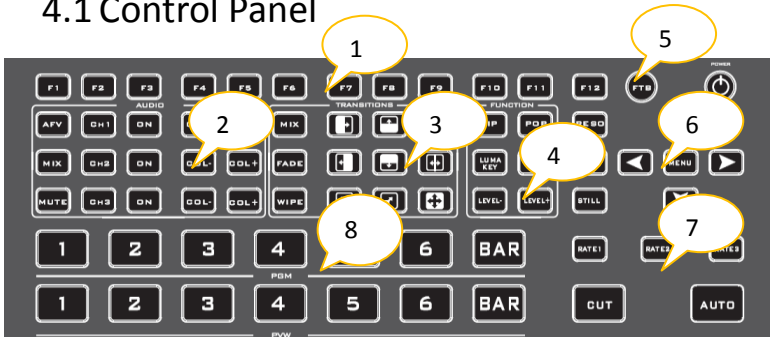 4.1 Control Panel
1
5
POWER
F1 F2 F3 F4 F5 F6 F7 F8 F9 F10 F11 F12 FTB
AUDIO TRANSITIONS FUNCTION
2 3 6
AFV CH1 ON MIX
4
MIX CH2 ON COL- COL+ FADE LUMA KEY MENU
MUTE CH3 ON COL- COL+ WIPE LEVEL- LEVEL+ STILL
8 7
1 2 3 4 6 BAR RATE1
PGM
1 2 3 4 5 6 BAR CUT AUTO
PVW